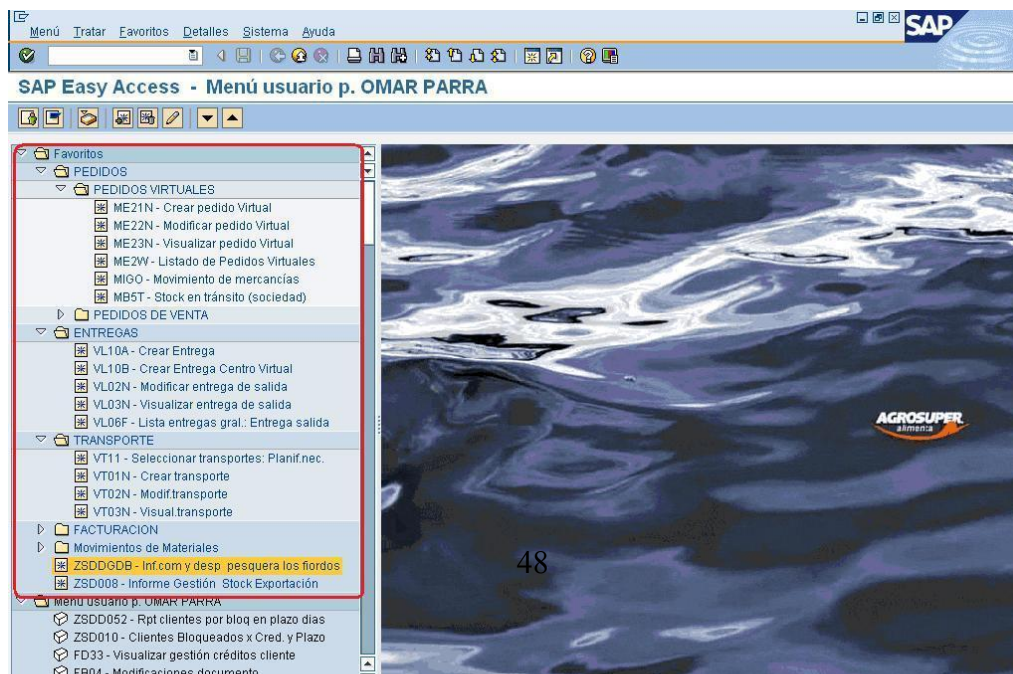 Menú Tratar Favoritos Detalles Sistema Ayuda
SAP
SAP Easy Access - Menú usuario p. OMAR PARRA
Favoritos
PEDIDOS
PEDIDOS VIRTUALES
ME21N - Crear pedido Virtual
ME22N - Modificar pedido Virtual
ME23N - Visualizar pedido Virtual
ME2W - Listado de Pedidos Virtuales
MIGO - Movimiento de mercancías
MB5T - Stock en tránsito (sociedad)
PEDIDOS DE VENTA
ENTREGAS
VL10A - Crear Entrega
VL10B - Crear Entrega Centro Virtual
VL02N - Modificar entrega de salida
VL03N - Visualizar entrega de salida
VL06F - Lista entregas gral.: Entrega salida
TRANSPORTE
VT11 - Seleccionar transportes: Planif.nec.
VT01N - Crear transporte
VT02N - Modif.transporte
VT03N - Visual.transporte
FACTURACION
Movimientos de Materiales
ZSDDGDB - Inf.com y desp pesquera los fiordos
ZSD008 - Informe Gestión Stock Exportación
Menú usuario p. OMAR PARRA
ZSDD052 - Rpt clientes por bloq en plazo dias
ZSD010 - Clientes Bloqueados x Cred. y Plazo
FD33 - Visualizar gestión créditos cliente
FB04 - Modificaciones documento
AGROSUPER
alimenta
48